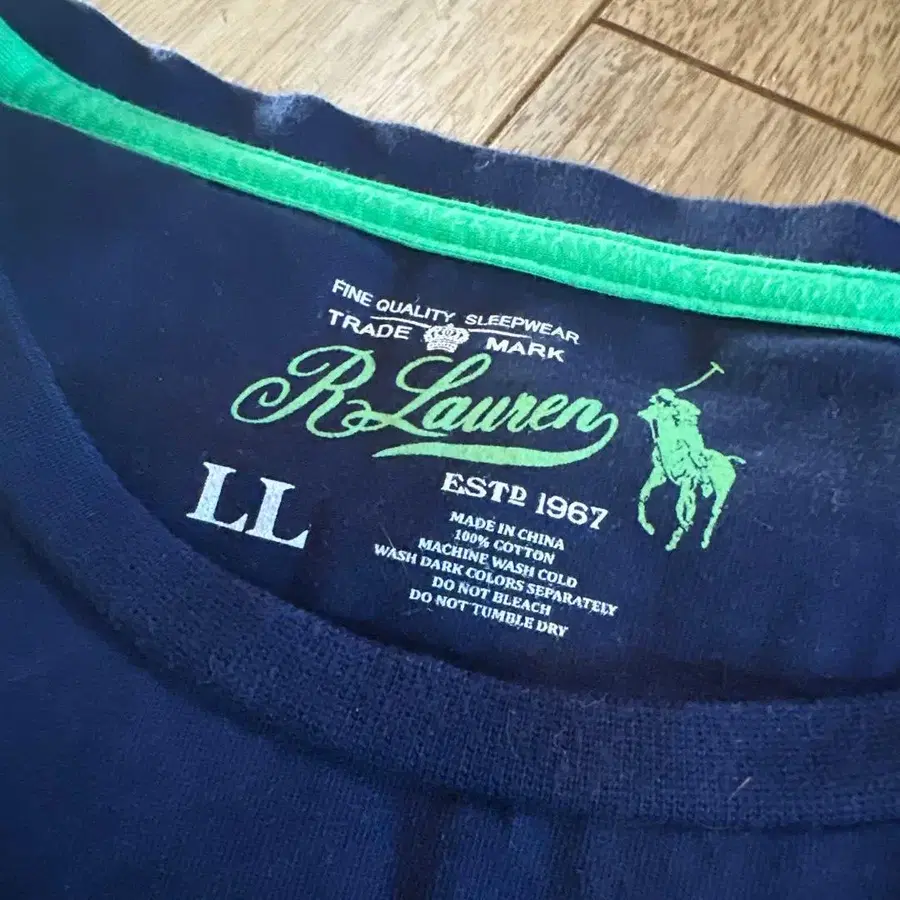 FINE QUALITY SLEEPWEAR
TRADE MARK
R Lauren
LL
ESTD 1967
MADE IN CHINA
100% COTTON
MACHINE WASH COLD
WASH DARK COLORS SEPARATELY
DO NOT BLEACH
DO NOT TUMBLE DRY